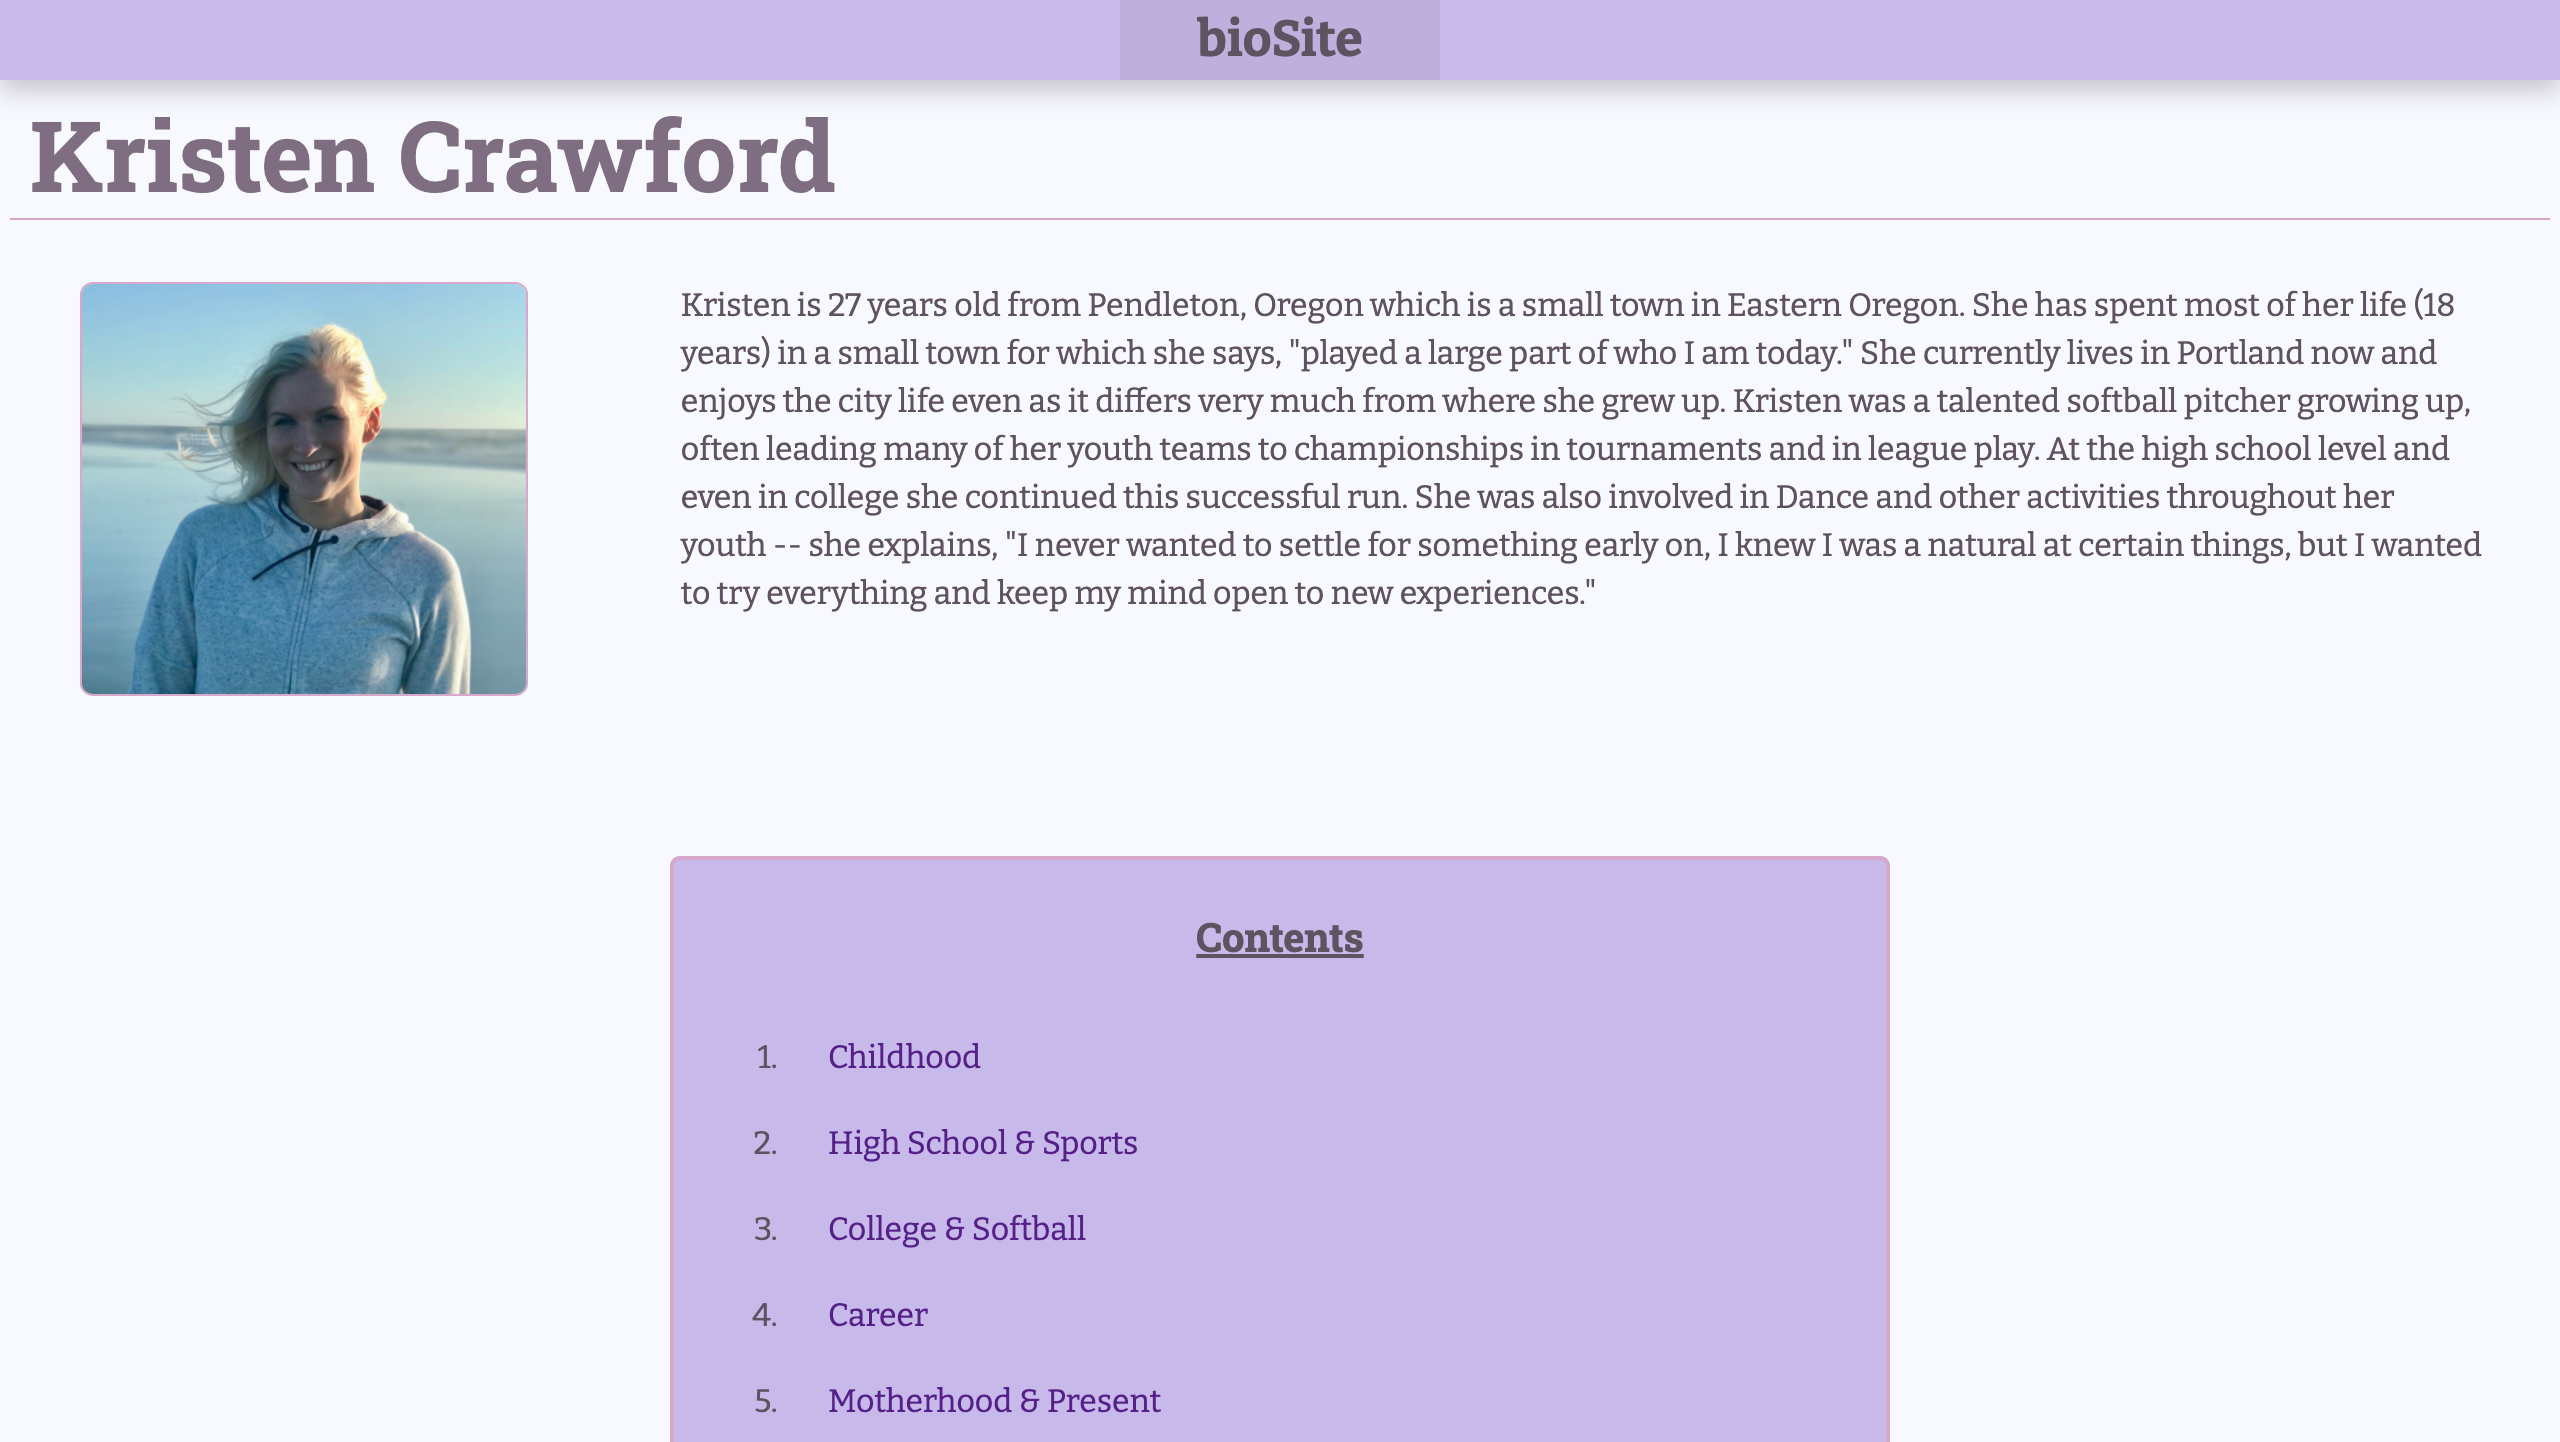 bioSite
Kristen Crawford
Kristen is 27 years old from Pendleton, Oregon which is a small town in Eastern Oregon. She has spent most of her life (18
years) in a small town for which she says, "played a large part of who I am today." She currently lives in Portland now and
enjoys the city life even as it differs very much from where she grew up. Kristen was a talented softball pitcher growing up,
often leading many of her youth teams to championships in tournaments and in league play. At the high school level and
even in college she continued this successful run. She was also involved in Dance and other activities throughout her
youth -- she explains, "I never wanted to settle for something early on, I knew I was a natural at certain things, but I wanted
to try everything and keep my mind open to new experiences."
Contents
1. Childhood
2. High School & Sports
3. College & Softball
4. Career
5. Motherhood & Present